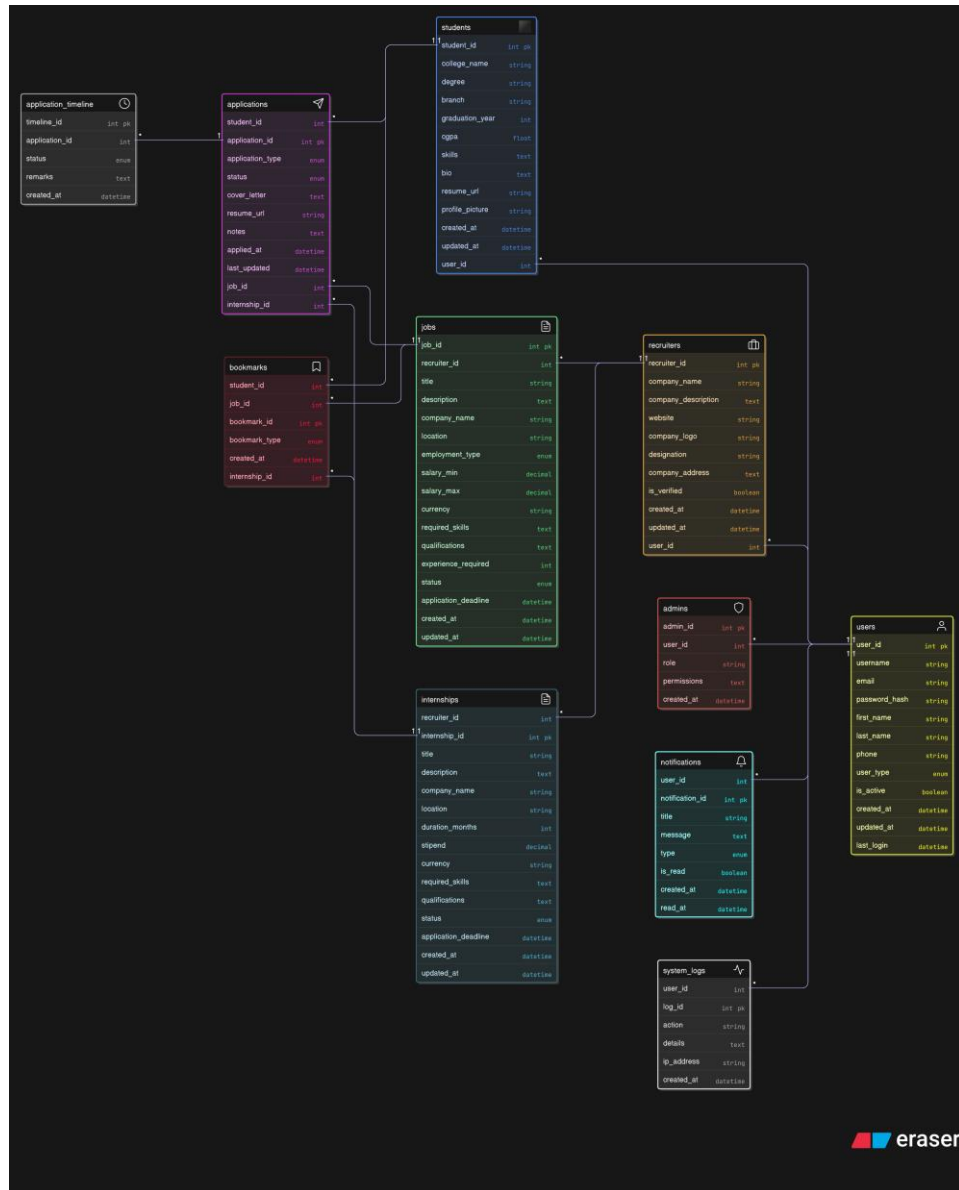 students
student_id int pk
college_name string
degree string
branch string
graduation_year int
cgpa float
skills text
bio text
resume_url string
profile_picture string
created_at datetime
updated_at datetime
user_id int
application_timeline
timeline_id int pk
application_id int
status enum
remarks text
created_at datetime
applications
student_id int
application_id int pk
application_type enum
status enum
cover_letter text
resume_url string
notes text
applied_at datetime
last_updated datetime
job_id int
internship_id int
bookmarks
student_id int
job_id int
bookmark_id int pk
bookmark_type enum
created_at datetime
internship_id int
jobs
job_id int pk
recruiter_id int
title string
description text
company_name string
location string
employment_type enum
salary_min decimal
salary_max decimal
currency string
required_skills text
qualifications text
experience_required int
status enum
application_deadline datetime
created_at datetime
updated_at datetime
recruiters
recruiter_id int pk
company_name string
company_description text
website string
company_logo string
designation string
company_address text
is_verified boolean
created_at datetime
updated_at datetime
user_id int
admins
admin_id int pk
user_id int
role string
permissions text
created_at datetime
users
user_id int pk
username string
email string
password_hash string
first_name string
last_name string
phone string
user_type enum
is_active boolean
created_at datetime
updated_at datetime
last_login datetime
internships
recruiter_id int
internship_id int pk
title string
description text
company_name string
location string
duration_months int
stipend decimal
currency string
required_skills text
qualifications text
status enum
application_deadline datetime
created_at datetime
updated_at datetime
notifications
user_id int
notification_id int pk
title string
message text
type enum
is_read boolean
created_at datetime
read_at datetime
system_logs
user_id int
log_id int pk
action string
details text
ip_address string
created_at datetime
eraser